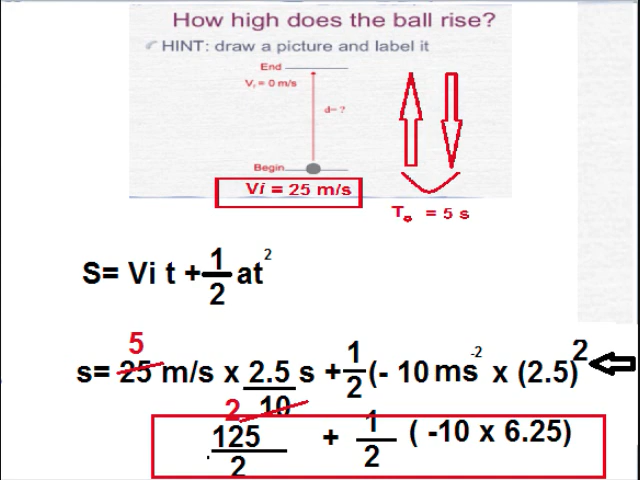 How high does the ball rise?
HINT: draw a picture and label it
End
V, = 0 m/s
d= ?
Begin
Vi = 25 m/s
T₀ = 5 s
S= Vi t + 1/2 at²
5
s= 25 m/s x 2.5 s + 1/2 (- 10 ms⁻² x (2.5)²
2 10
125/2 + 1/2 ( -10 x 6.25)